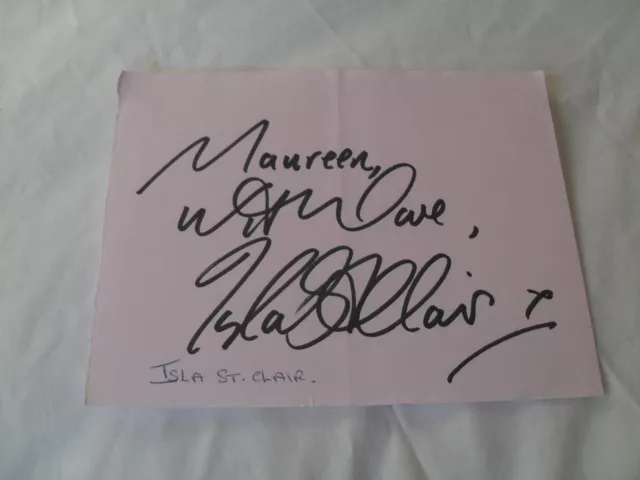 Maureen,
With Love,
Isla St Clair x
ISLA ST. CLAIR.